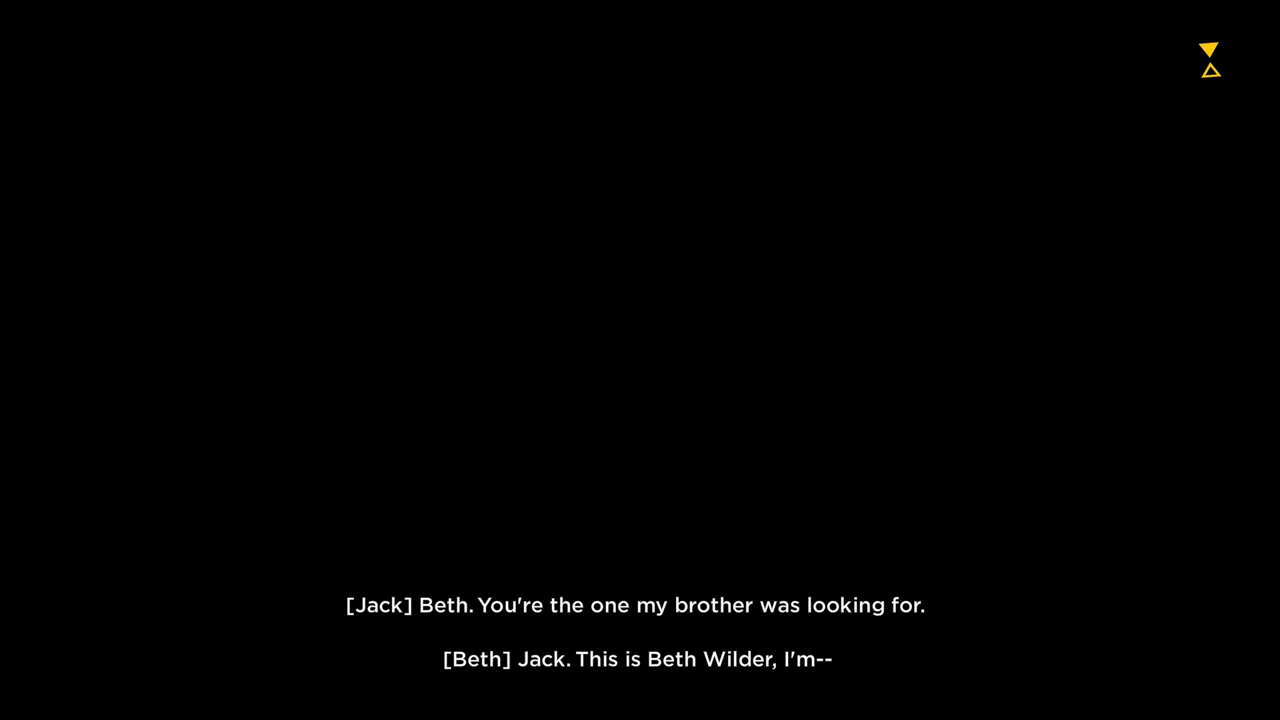 [Jack] Beth. You're the one my brother was looking for.
[Beth] Jack. This is Beth Wilder, I'm--